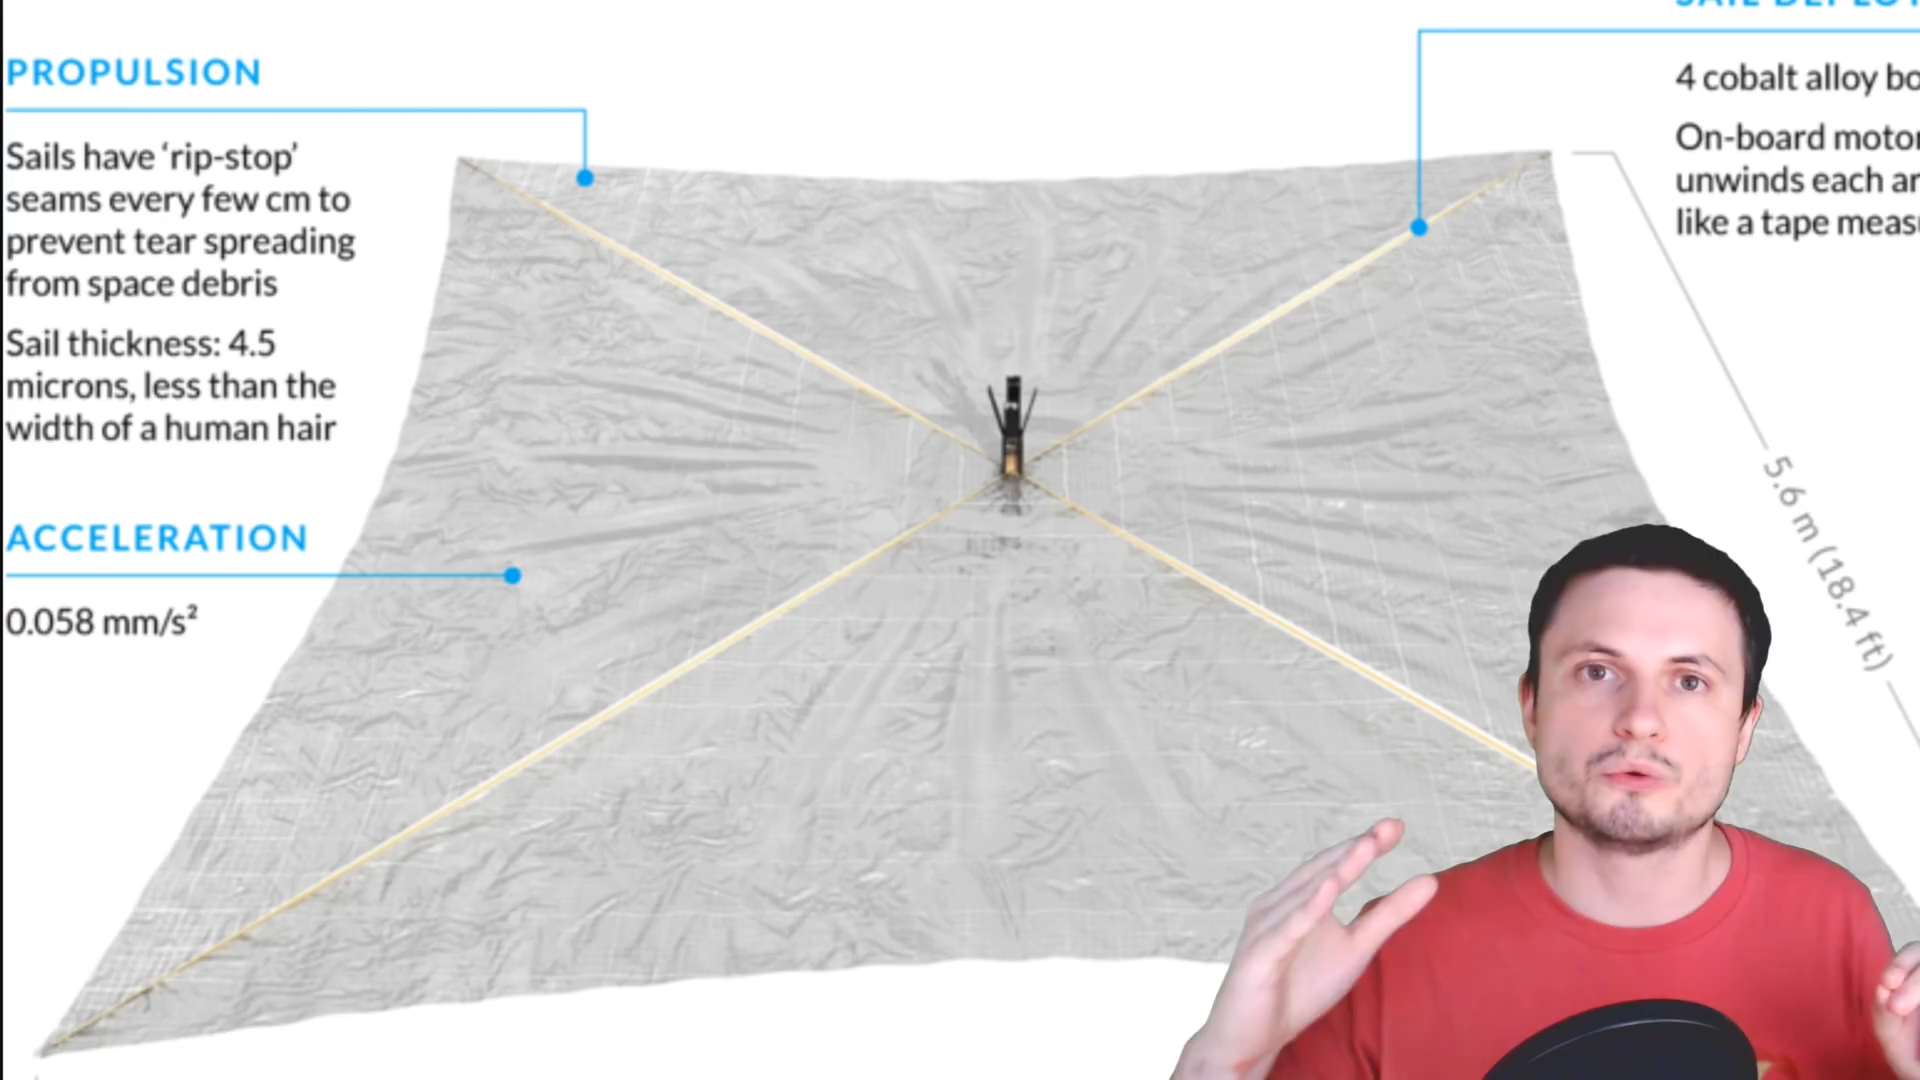 PROPULSION
Sails have ‘rip-stop’
seams every few cm to
prevent tear spreading
from space debris
Sail thickness: 4.5
microns, less than the
width of a human hair
ACCELERATION
0.058 mm/s²
SAIL
4 cobalt alloy
On-board
unwinds each
like a tape
5.6 m (18.4 ft)